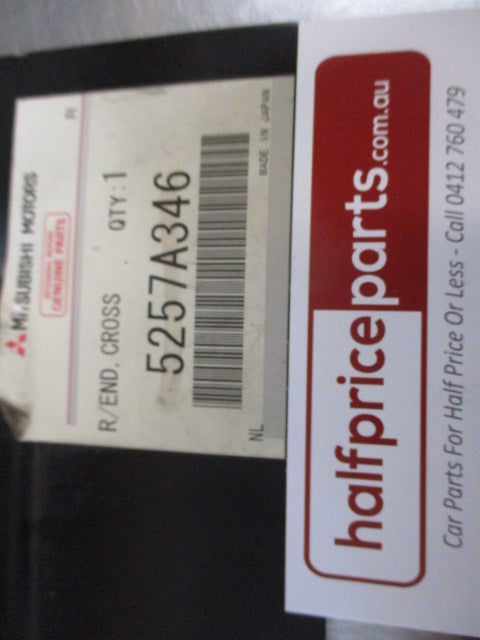 MITSUBISHI MOTORS
GENUINE PARTS
R/END, CROSS QTY:1
5257A346
NL MADE IN JAPAN
halfpriceparts.com.au
Car Parts For Half Price Or Less - Call 0412 760 479